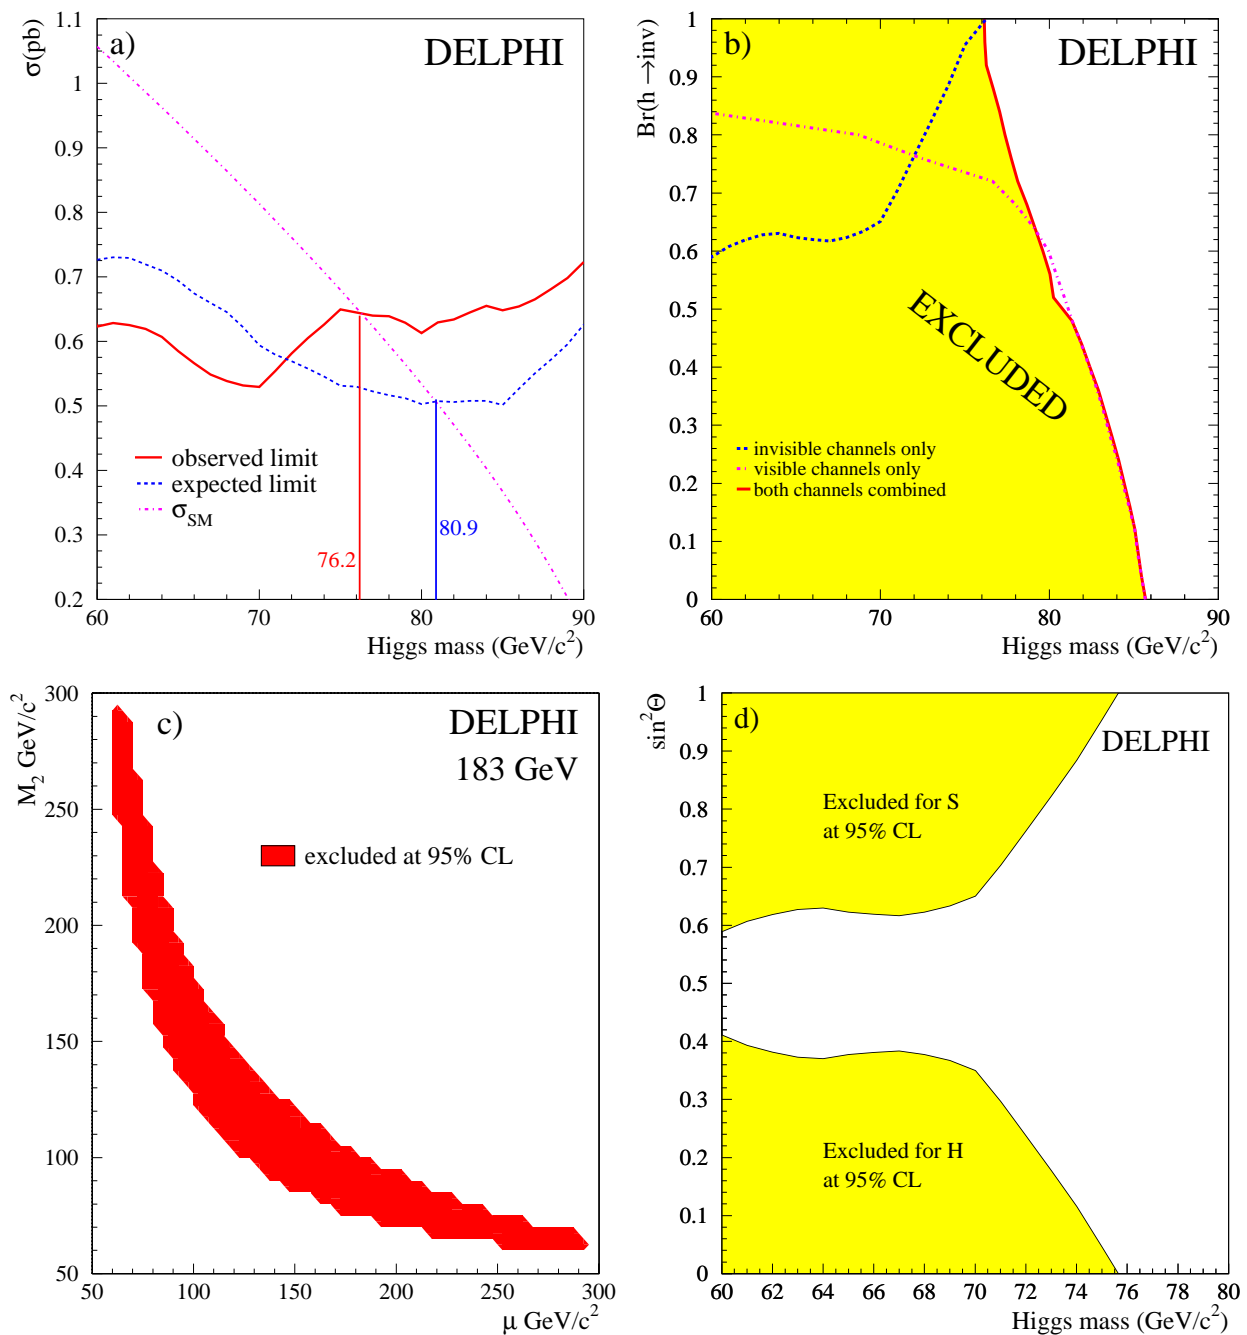 a)
DELPHI
σ(pb)
1.1
1
0.9
0.8
0.7
0.6
0.5
0.4
0.3
0.2
observed limit
expected limit
σSM
76.2
80.9
60 70 80 90
Higgs mass (GeV/c²)
b)
DELPHI
Br(h →inv)
1
0.9
0.8
0.7
0.6
0.5
0.4
0.3
0.2
0.1
0
EXCLUDED
invisible channels only
visible channels only
both channels combined
60 70 80 90
Higgs mass (GeV/c²)
c)
DELPHI
183 GeV
M₂ GeV/c²
300
250
200
150
100
50
excluded at 95% CL
50 100 150 200 250 300
μ GeV/c²
d)
DELPHI
sin²Θ
1
0.9
0.8
0.7
0.6
0.5
0.4
0.3
0.2
0.1
0
Excluded for S
at 95% CL
Excluded for H
at 95% CL
60 62 64 66 68 70 72 74 76 78 80
Higgs mass (GeV/c²)